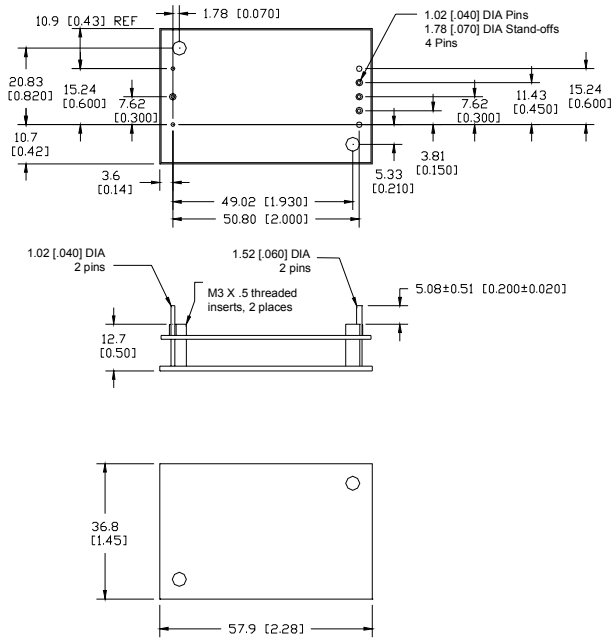 1.78 [0.070]
10.9 [0.43] REF
1.02 [.040] DIA Pins
1.78 [.070] DIA Stand-offs
4 Pins
20.83
[0.820]
15.24
[0.600]
7.62
[0.300]
7.62
[0.300]
11.43
[0.450]
15.24
[0.600]
10.7
[0.42]
3.81
[0.150]
5.33
[0.210]
3.6
[0.14]
49.02 [1.930]
50.80 [2.000]
1.02 [.040] DIA
2 pins
1.52 [.060] DIA
2 pins
M3 X .5 threaded
inserts, 2 places
5.08±0.51 [0.200±0.020]
12.7
[0.50]
36.8
[1.45]
57.9 [2.28]